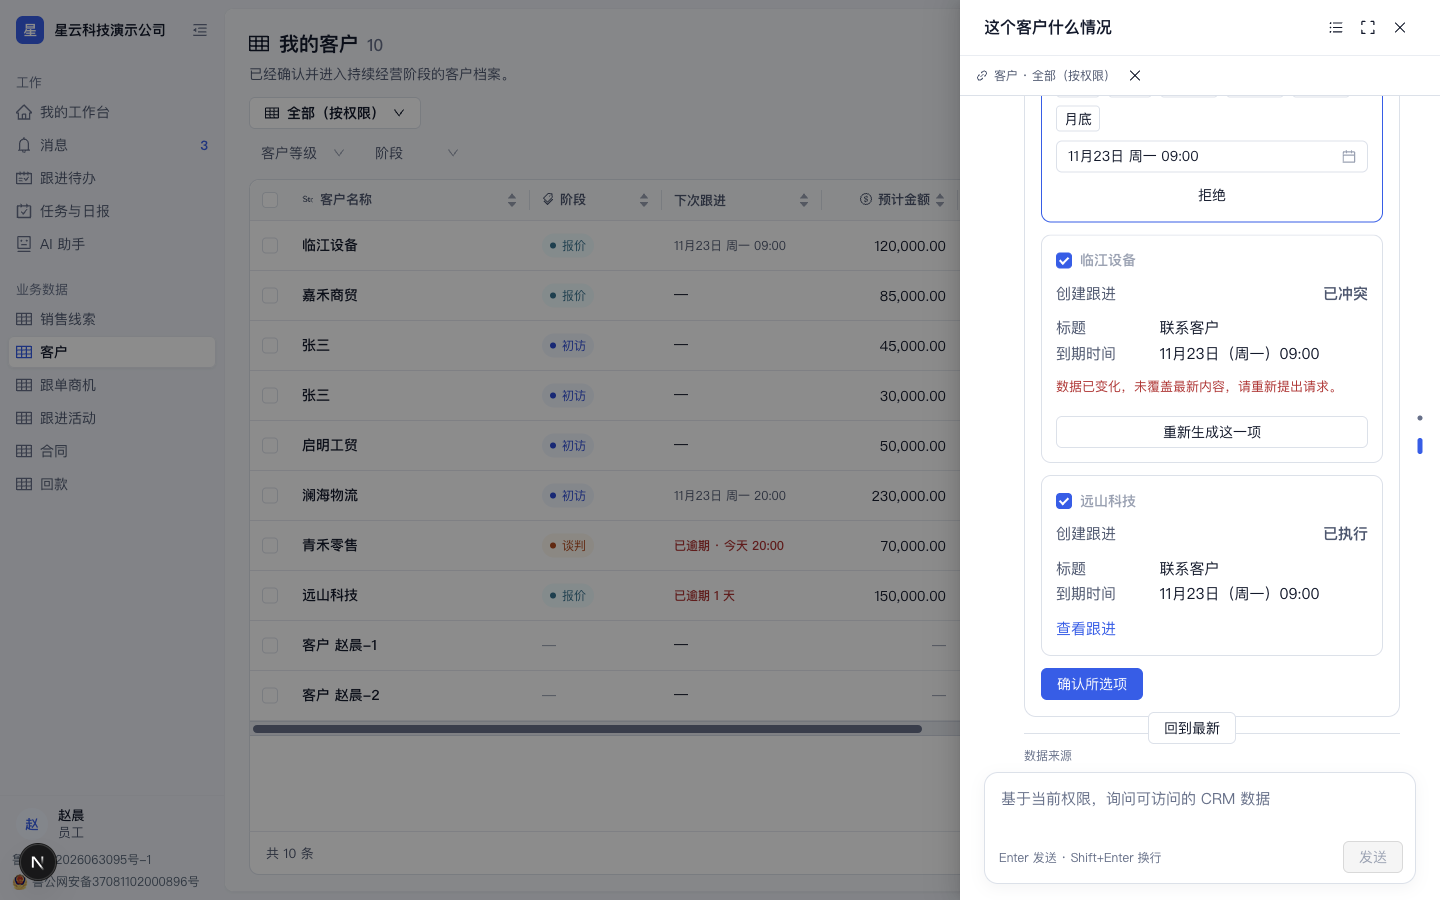 星
星云科技演示公司
工作
我的工作台
消息
3
跟进待办
任务与日报
AI 助手
业务数据
销售线索
客户
跟单商机
跟进活动
合同
回款
赵
赵晨
员工
2026063095号-1
N
公网安备37081102000896号
我的客户 10
已经确认并进入持续经营阶段的客户档案。
全部（按权限）
客户等级
阶段
Str 客户名称 阶段 下次跟进 预计金额
临江设备 报价 11月23日 周一 09:00 120,000.00
嘉禾商贸 报价 — 85,000.00
张三 初访 — 45,000.00
张三 初访 — 30,000.00
启明工贸 初访 — 50,000.00
澜海物流 初访 11月23日 周一 20:00 230,000.00
青禾零售 谈判 已逾期 · 今天 20:00 70,000.00
远山科技 报价 已逾期 1 天 150,000.00
客户 赵晨-1 — — —
客户 赵晨-2 — — —
共 10 条
这个客户什么情况
客户 · 全部（按权限）
月底
11月23日 周一 09:00
拒绝
临江设备
创建跟进 已冲突
标题 联系客户
到期时间 11月23日（周一）09:00
数据已变化，未覆盖最新内容，请重新提出请求。
重新生成这一项
远山科技
创建跟进 已执行
标题 联系客户
到期时间 11月23日（周一）09:00
查看跟进
确认所选项
回到最新
数据来源
基于当前权限，询问可访问的 CRM 数据
Enter 发送 · Shift+Enter 换行
发送